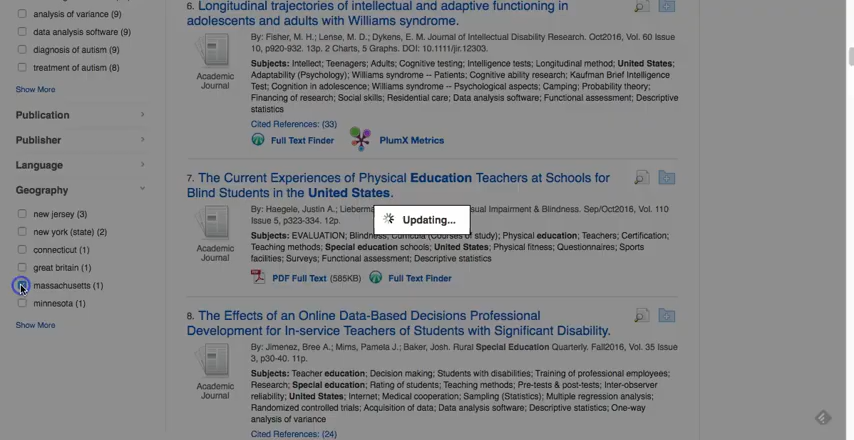 analysis of variance (9)
data analysis software (9)
diagnosis of autism (9)
treatment of autism (8)
Show More
Publication
Publisher
Language
Geography
new jersey (3)
new york (state) (2)
connecticut (1)
great britain (1)
massachusetts (1)
minnesota (1)
Show More
6. Longitudinal trajectories of intellectual and adaptive functioning in
adolescents and adults with Williams syndrome.
Academic
Journal
By: Fisher, M. H.; Lense, M. D.; Dykens, E. M. Journal of Intellectual Disability Research. Oct2016, Vol. 60 Issue
10, p920-932. 13p. 2 Charts, 5 Graphs. DOI: 10.1111/jir.12303.
Subjects: Intellect; Teenagers; Adults; Cognitive testing; Intelligence tests; Longitudinal method; United States;
Adaptability (Psychology); Williams syndrome -- Patients; Cognitive ability research; Kaufman Brief Intelligence
Test; Cognition in adolescence; Williams syndrome -- Psychological aspects; Camping; Probability theory;
Financing of research; Social skills; Residential care; Data analysis software; Functional assessment; Descriptive
statistics
Cited References: (33)
Full Text Finder
PlumX Metrics
7. The Current Experiences of Physical Education Teachers at Schools for
Blind Students in the United States.
Academic
Journal
By: Haegele, Justin A.; Lieberma
sual Impairment & Blindness. Sep/Oct2016, Vol. 110
Issue 5, p323-334. 12p.
Updating...
Subjects: EVALUATION; Blindness; Curricula (Courses of study); Physical education; Teachers; Certification;
Teaching methods; Special education schools; United States; Physical fitness; Questionnaires; Sports
facilities; Surveys; Functional assessment; Descriptive statistics
PDF Full Text (585KB)
Full Text Finder
8. The Effects of an Online Data-Based Decisions Professional
Development for In-service Teachers of Students with Significant Disability.
Academic
Journal
By: Jimenez, Bree A.; Mims, Pamela J.; Baker, Josh. Rural Special Education Quarterly. Fall2016, Vol. 35 Issue
3, p30-40. 11p.
Subjects: Teacher education; Decision making; Students with disabilities; Training of professional employees;
Research; Special education; Rating of students; Teaching methods; Pre-tests & post-tests; Inter-observer
reliability; United States; Internet; Medical cooperation; Sampling (Statistics); Multiple regression analysis;
Randomized controlled trials; Acquisition of data; Data analysis software; Descriptive statistics; One-way
analysis of variance
Cited References: (24)